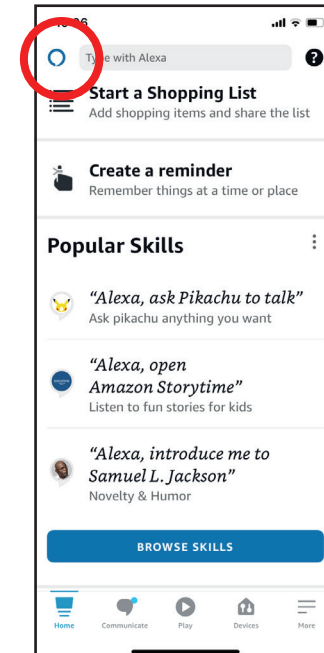 Type with Alexa
Start a Shopping List
Add shopping items and share the list
Create a reminder
Remember things at a time or place
Popular Skills
“Alexa, ask Pikachu to talk”
Ask pikachu anything you want
“Alexa, open
Amazon Storytime”
Listen to fun stories for kids
“Alexa, introduce me to
Samuel L. Jackson”
Novelty & Humor
BROWSE SKILLS
Home Communicate Play Devices More